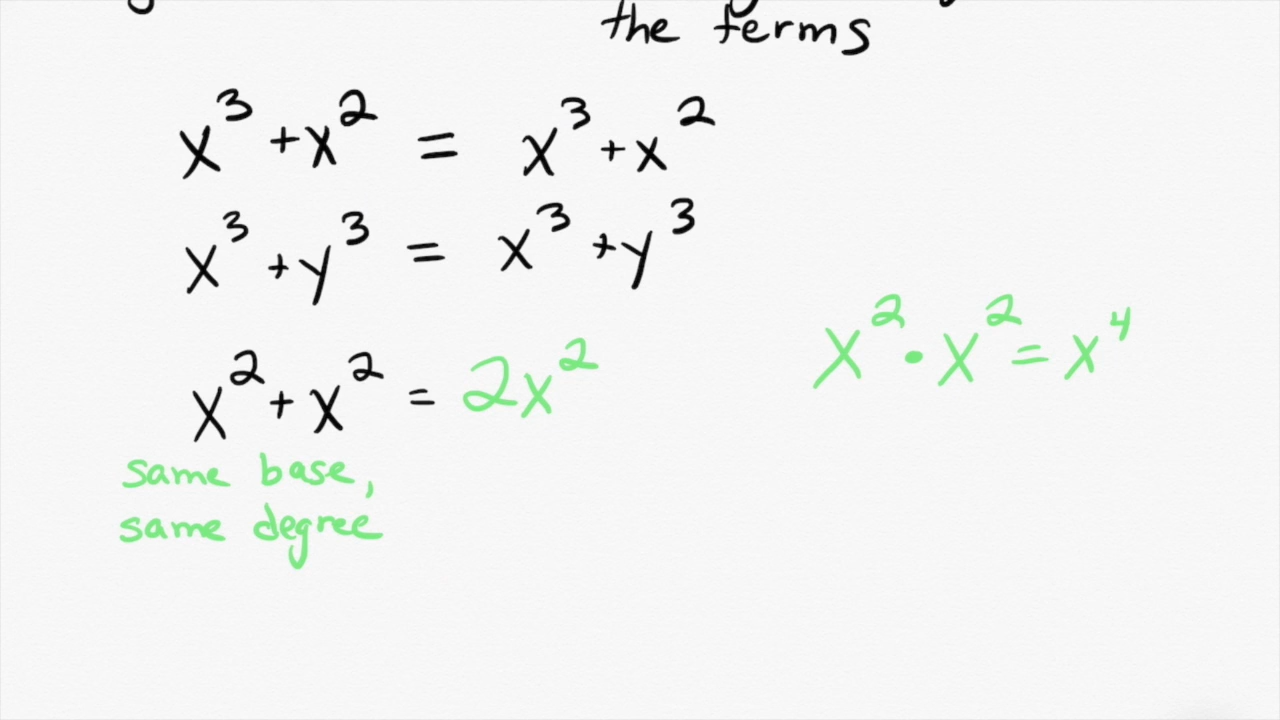 the terms
x³ + x² = x³ + x²
x³ + y³ = x³ + y³
x² · x² = x⁴
x² + x² = 2x²
same base,
same degree